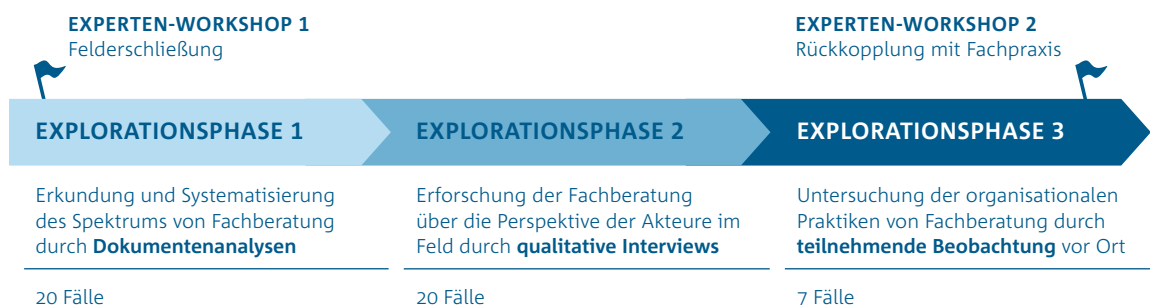 EXPERTEN-WORKSHOP 1
Felderschließung
EXPERTEN-WORKSHOP 2
Rückkopplung mit Fachpraxis
EXPLORATIONSPHASE 1
EXPLORATIONSPHASE 2
EXPLORATIONSPHASE 3
Erkundung und Systematisierung
des Spektrums von Fachberatung
durch Dokumentenanalysen
20 Fälle
Erforschung der Fachberatung
über die Perspektive der Akteure im
Feld durch qualitative Interviews
20 Fälle
Untersuchung der organisationalen
Praktiken von Fachberatung durch
teilnehmende Beobachtung vor Ort
7 Fälle